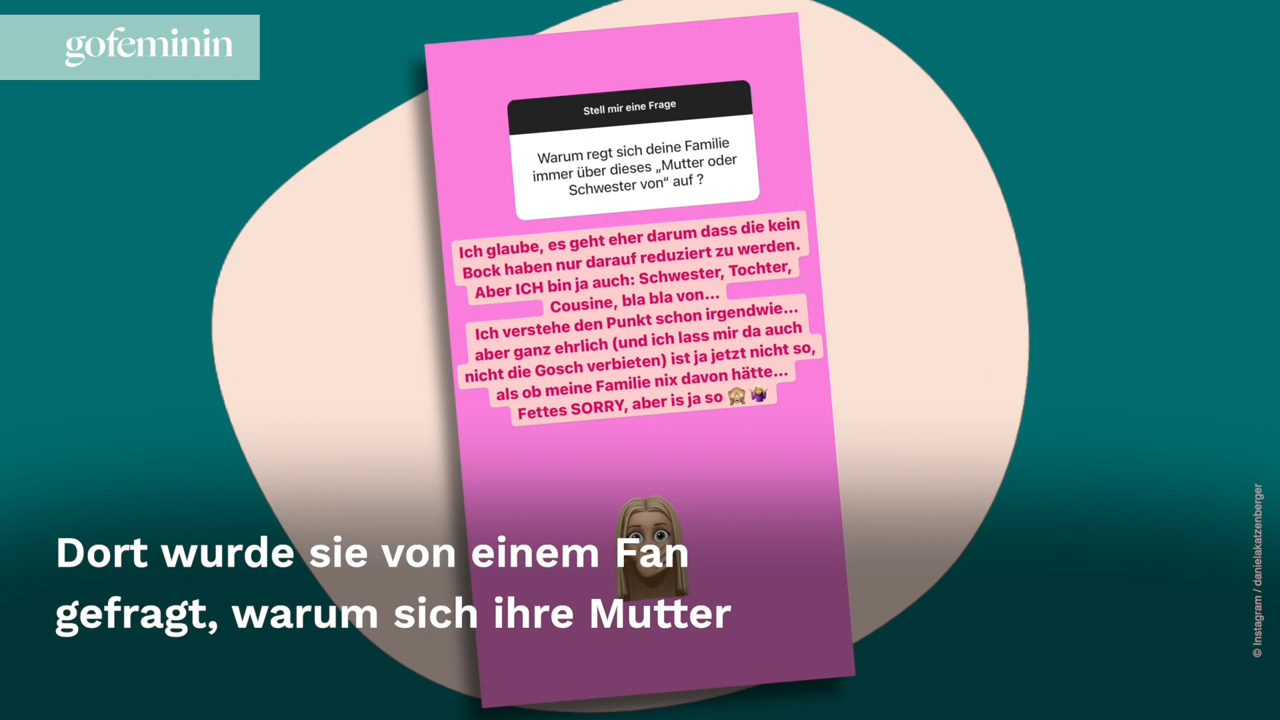 gofeminin
Stell mir eine Frage
Warum regt sich deine Familie
immer über dieses „Mutter oder
Schwester von“ auf ?
Ich glaube, es geht eher darum dass die kein
Bock haben nur darauf reduziert zu werden.
Aber ICH bin ja auch: Schwester, Tochter,
Cousine, bla bla von...
Ich verstehe den Punkt schon irgendwie...
aber ganz ehrlich (und ich lass mir da auch
nicht die Gosch verbieten) ist ja jetzt nicht so,
als ob meine Familie nix davon hätte...
Fettes SORRY, aber is ja so 🙈 🤷‍♀️
Dort wurde sie von einem Fan
gefragt, warum sich ihre Mutter
© Instagram / danielakatzenberger